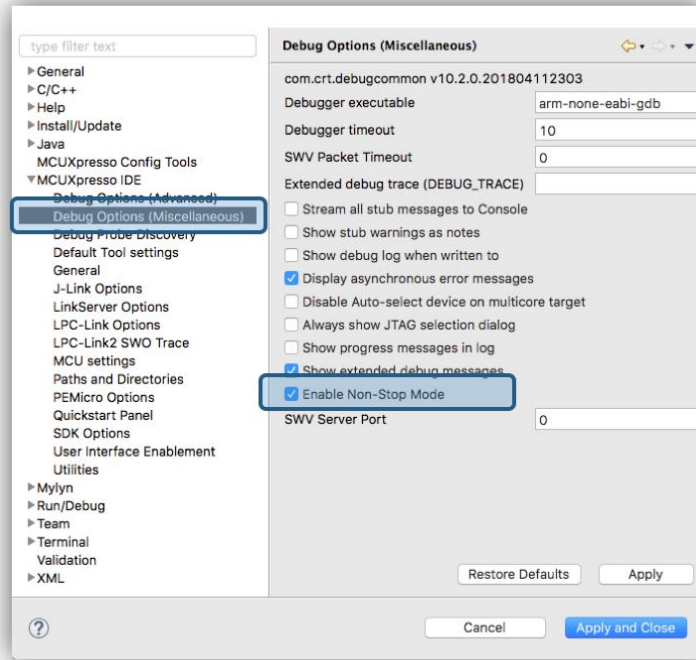 type filter text
General
C/C++
Help
Install/Update
Java
MCUXpresso Config Tools
MCUXpresso IDE
Debug Options (Advanced)
Debug Options (Miscellaneous)
Debug Probe Discovery
Default Tool settings
General
J-Link Options
LinkServer Options
LPC-Link Options
LPC-Link2 SWO Trace
MCU settings
Paths and Directories
PEMicro Options
Quickstart Panel
SDK Options
User Interface Enablement
Utilities
Mylyn
Run/Debug
Team
Terminal
Validation
XML
Debug Options (Miscellaneous)
com.crt.debugcommon v10.2.0.201804112303
Debugger executable arm-none-eabi-gdb
Debugger timeout 10
SWV Packet Timeout 0
Extended debug trace (DEBUG_TRACE)
Stream all stub messages to Console
Show stub warnings as notes
Show debug log when written to
Display asynchronous error messages
Disable Auto-select device on multicore target
Always show JTAG selection dialog
Show progress messages in log
Show extended debug messages
Enable Non-Stop Mode
SWV Server Port 0
Restore Defaults Apply
? Cancel Apply and Close